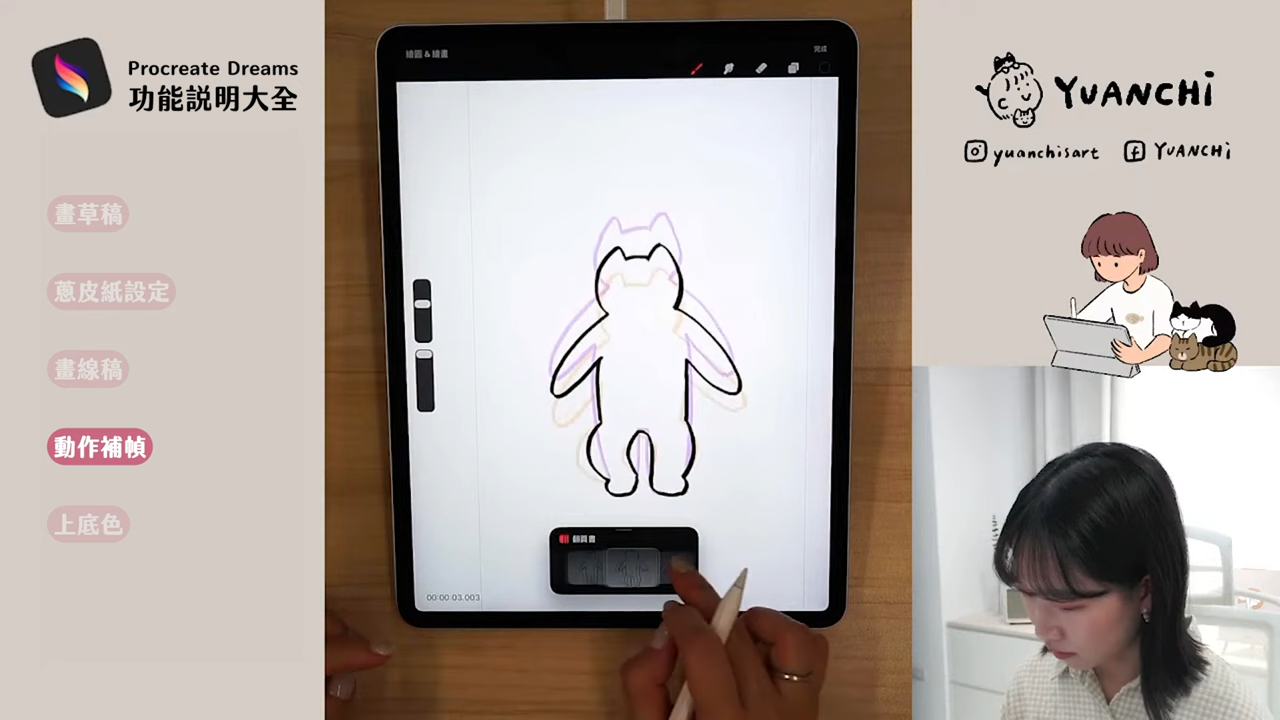 Procreate Dreams
功能說明大全
畫草稿
蔥皮紙設定
畫線稿
動作補幀
上底色
繪圖 & 繪畫
完成
翻頁書
00:00:03.003
YUANCHi
yuanchisart
YUANCHi